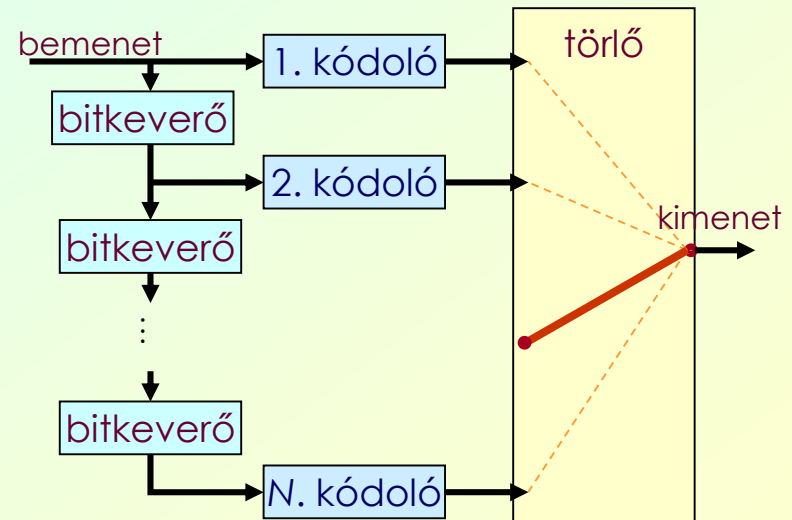 bemenet
1. kódoló
törlő
bitkeverő
2. kódoló
kimenet
bitkeverő
...
bitkeverő
N. kódoló